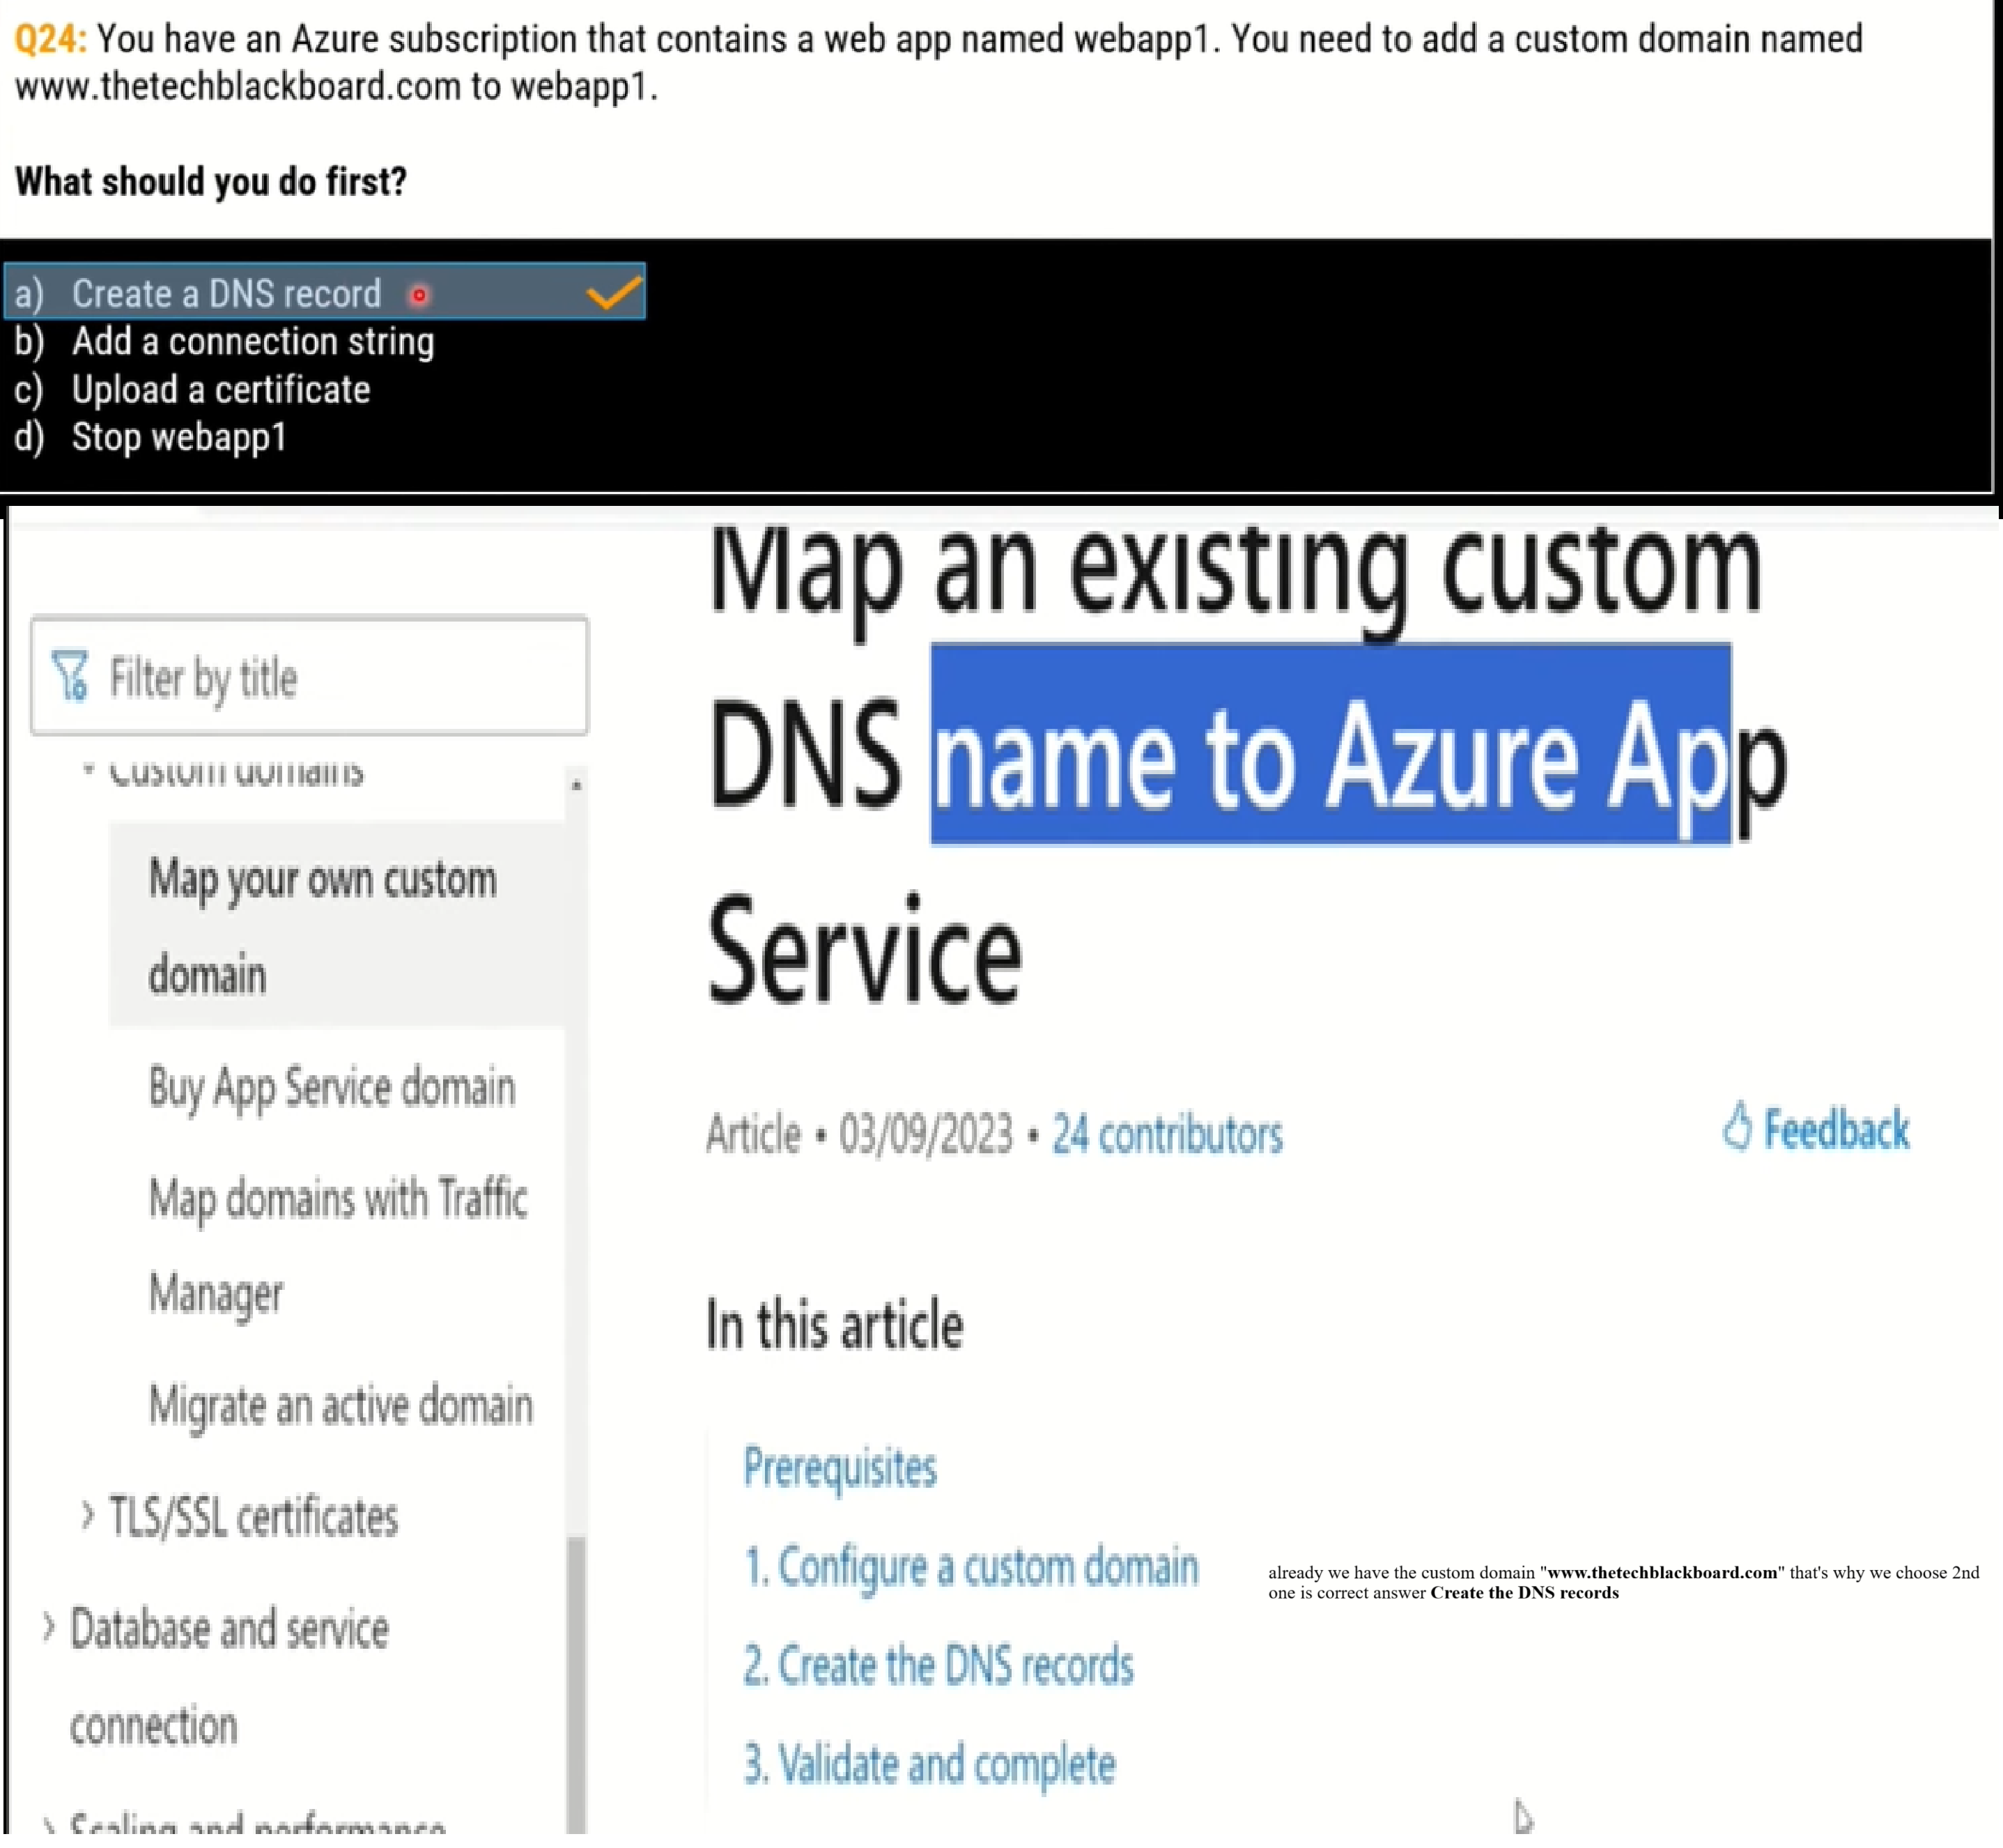 Q24: You have an Azure subscription that contains a web app named webapp1. You need to add a custom domain named
www.thetechblackboard.com to webapp1.
What should you do first?
a) Create a DNS record
b) Add a connection string
c) Upload a certificate
d) Stop webapp1
Map an existing custom
DNS name to Azure App
Service
Filter by title
Custom domains
Map your own custom
domain
Buy App Service domain
Map domains with Traffic
Manager
Migrate an active domain
TLS/SSL certificates
Database and service
connection
Scaling and performance
Article • 03/09/2023 • 24 contributors
Feedback
In this article
Prerequisites
1. Configure a custom domain
2. Create the DNS records
3. Validate and complete
already we have the custom domain "www.thetechblackboard.com" that's why we choose 2nd
one is correct answer Create the DNS records